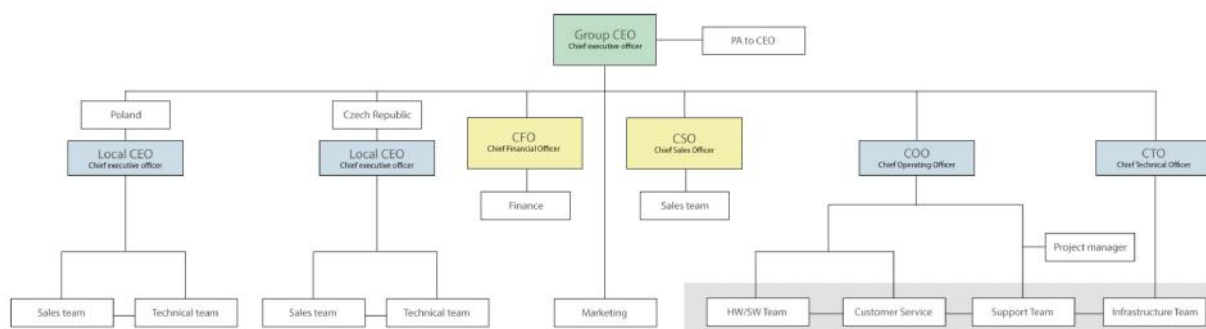 Group CEO
Chief executive officer
PA to CEO
Poland
Czech Republic
Local CEO
Chief executive officer
Local CEO
Chief executive officer
CFO
Chief Financial Officer
CSO
Chief Sales Officer
COO
Chief Operating Officer
CTO
Chief Technical Officer
Finance
Sales team
Project manager
Sales team
Technical team
Sales team
Technical team
Marketing
HW/SW Team
Customer Service
Support Team
Infrastructure Team